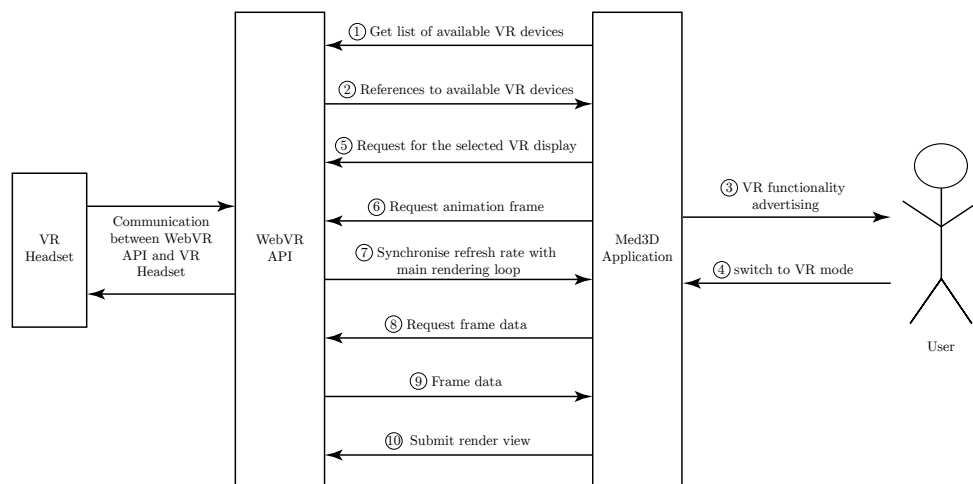 ① Get list of available VR devices
② References to available VR devices
⑤ Request for the selected VR display
⑥ Request animation frame
⑦ Synchronise refresh rate with
main rendering loop
⑧ Request frame data
⑨ Frame data
⑩ Submit render view
VR
Headset
Communication
between WebVR
API and VR
Headset
WebVR
API
Med3D
Application
③ VR functionality
advertising
④ switch to VR mode
User